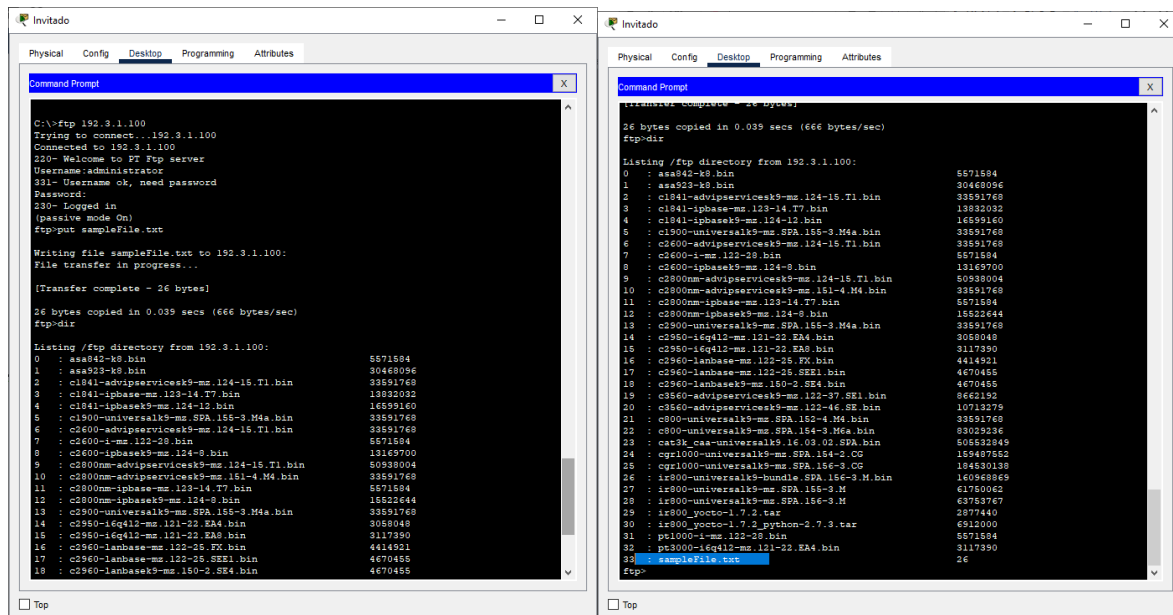 Invitado
Physical Config Desktop Programming Attributes
Command Prompt X
C:\>ftp 192.3.1.100
Trying to connect...192.3.1.100
Connected to 192.3.1.100
220- Welcome to PT Ftp server
Username:administrator
331- Username ok, need password
Password:
230- Logged in
(passive mode On)
ftp>put sampleFile.txt
Writing file sampleFile.txt to 192.3.1.100:
File transfer in progress...
[Transfer complete - 26 bytes]
26 bytes copied in 0.039 secs (666 bytes/sec)
ftp>dir
Listing /ftp directory from 192.3.1.100:
0 : asa842-k8.bin 5571584
1 : asa923-k8.bin 30468096
2 : c1841-advipservicesk9-mz.124-15.T1.bin 33591768
3 : c1841-ipbase-mz.123-14.T7.bin 13832032
4 : c1841-ipbasek9-mz.124-12.bin 16599160
5 : c1900-universalk9-mz.SPA.155-3.M4a.bin 33591768
6 : c2600-advipservicesk9-mz.124-15.T1.bin 33591768
7 : c2600-i-mz.122-28.bin 5571584
8 : c2600-ipbasek9-mz.124-8.bin 13169700
9 : c2800nm-advipservicesk9-mz.124-15.T1.bin 50938004
10 : c2800nm-advipservicesk9-mz.151-4.M4.bin 33591768
11 : c2800nm-ipbase-mz.123-14.T7.bin 5571584
12 : c2800nm-ipbasek9-mz.124-8.bin 15522644
13 : c2900-universalk9-mz.SPA.155-3.M4a.bin 33591768
14 : c2950-i6q4l2-mz.121-22.EA4.bin 3058048
15 : c2950-i6q4l2-mz.121-22.EA8.bin 3117390
16 : c2960-lanbase-mz.122-25.FX.bin 4414921
17 : c2960-lanbase-mz.122-25.SEE1.bin 4670455
18 : c2960-lanbasek9-mz.150-2.SE4.bin 4670455
Top
Invitado
Physical Config Desktop Programming Attributes
Command Prompt X
[Transfer complete - 26 bytes]
26 bytes copied in 0.039 secs (666 bytes/sec)
ftp>dir
Listing /ftp directory from 192.3.1.100:
0 : asa842-k8.bin 5571584
1 : asa923-k8.bin 30468096
2 : c1841-advipservicesk9-mz.124-15.T1.bin 33591768
3 : c1841-ipbase-mz.123-14.T7.bin 13832032
4 : c1841-ipbasek9-mz.124-12.bin 16599160
5 : c1900-universalk9-mz.SPA.155-3.M4a.bin 33591768
6 : c2600-advipservicesk9-mz.124-15.T1.bin 33591768
7 : c2600-i-mz.122-28.bin 5571584
8 : c2600-ipbasek9-mz.124-8.bin 13169700
9 : c2800nm-advipservicesk9-mz.124-15.T1.bin 50938004
10 : c2800nm-advipservicesk9-mz.151-4.M4.bin 33591768
11 : c2800nm-ipbase-mz.123-14.T7.bin 5571584
12 : c2800nm-ipbasek9-mz.124-8.bin 15522644
13 : c2900-universalk9-mz.SPA.155-3.M4a.bin 33591768
14 : c2950-i6q4l2-mz.121-22.EA4.bin 3058048
15 : c2950-i6q4l2-mz.121-22.EA8.bin 3117390
16 : c2960-lanbase-mz.122-25.FX.bin 4414921
17 : c2960-lanbase-mz.122-25.SEE1.bin 4670455
18 : c2960-lanbasek9-mz.150-2.SE4.bin 4670455
19 : c3560-advipservicesk9-mz.122-37.SE1.bin 8662192
20 : c3560-advipservicesk9-mz.122-46.SE.bin 10713279
21 : c800-universalk9-mz.SPA.152-4.M4.bin 33591768
22 : c800-universalk9-mz.SPA.154-3.M6a.bin 83029236
23 : cat3k_caa-universalk9.16.03.02.SPA.bin 505532849
24 : cgr1000-universalk9-mz.SPA.154-2.CG 159487552
25 : cgr1000-universalk9-mz.SPA.156-3.CG 184530138
26 : ir800-universalk9-bundle.SPA.156-3.M.bin 160968869
27 : ir800-universalk9-mz.SPA.155-3.M 61750062
28 : ir800-universalk9-mz.SPA.156-3.M 63753767
29 : ir800_yocto-1.7.2.tar 2877440
30 : ir800_yocto-1.7.2_python-2.7.3.tar 6912000
31 : pt1000-i-mz.122-28.bin 5571584
32 : pt3000-i6q4l2-mz.121-22.EA4.bin 3117390
33 : sampleFile.txt 26
ftp>
Top